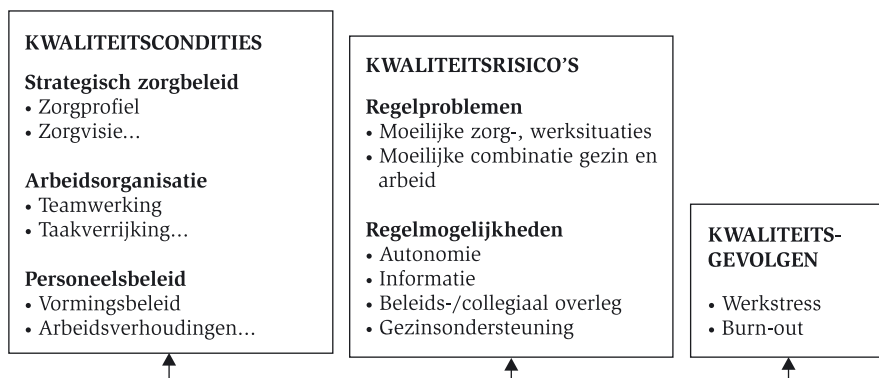 KWALITEITSCONDITIES
Strategisch zorgbeleid
• Zorgprofiel
• Zorgvisie…
Arbeidsorganisatie
• Teamwerking
• Taakverrijking…
Personeelsbeleid
• Vormingsbeleid
• Arbeidsverhoudingen…
KWALITEITSRISICO’S
Regelproblemen
• Moeilijke zorg-, werksituaties
• Moeilijke combinatie gezin en
arbeid
Regelmogelijkheden
• Autonomie
• Informatie
• Beleids-/collegiaal overleg
• Gezinsondersteuning
KWALITEITS-
GEVOLGEN
• Werkstress
• Burn-out